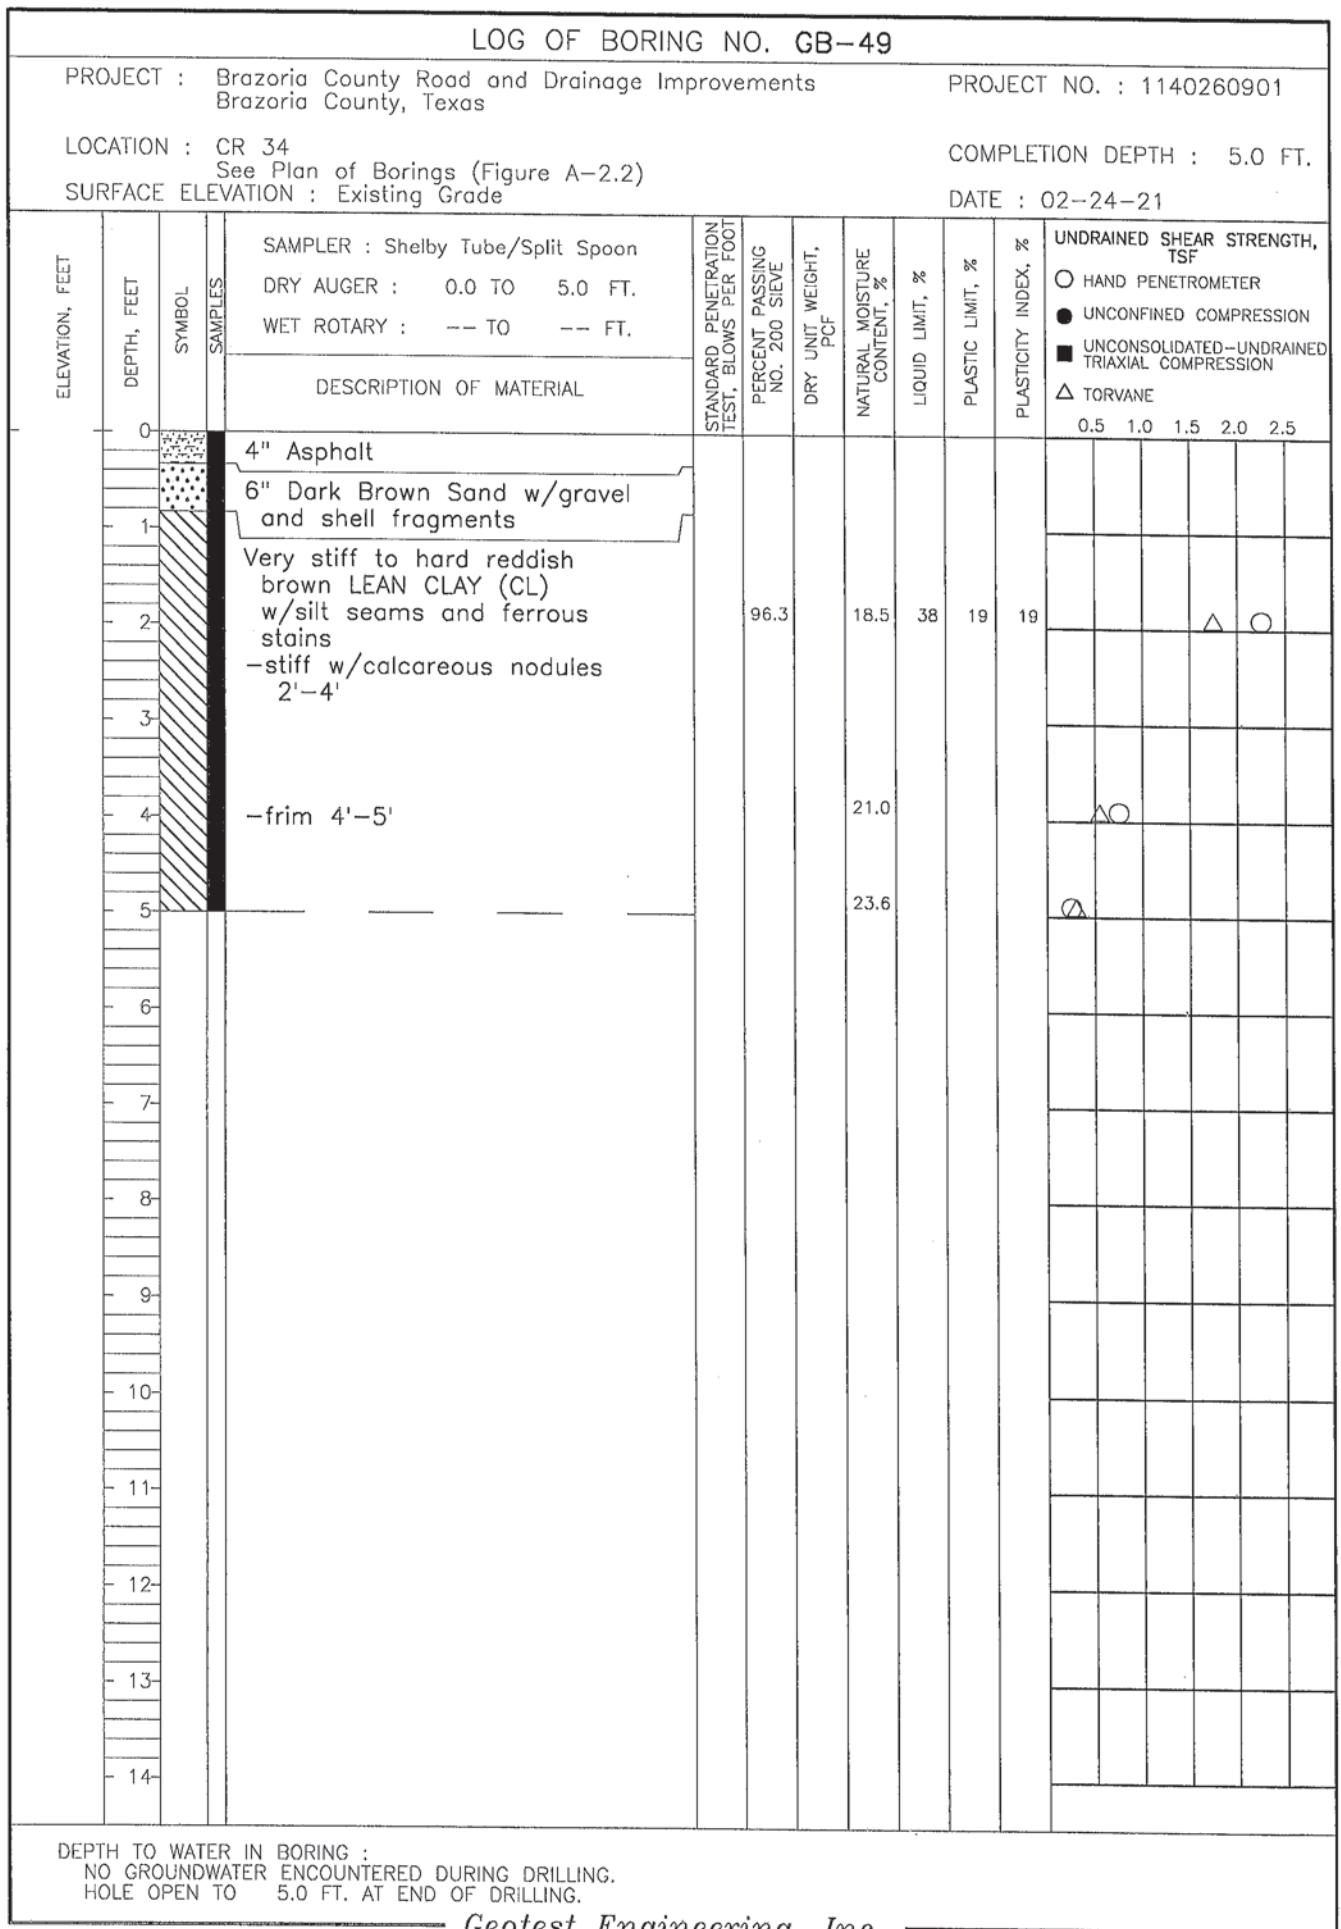 LOG OF BORING NO. GB-49
PROJECT : Brazoria County Road and Drainage Improvements
Brazoria County, Texas
PROJECT NO. : 1140260901
LOCATION : CR 34
See Plan of Borings (Figure A-2.2)
COMPLETION DEPTH : 5.0 FT.
SURFACE ELEVATION : Existing Grade
DATE : 02-24-21
ELEVATION, FEET
DEPTH, FEET
SYMBOL
SAMPLES
SAMPLER : Shelby Tube/Split Spoon
DRY AUGER : 0.0 TO 5.0 FT.
WET ROTARY : -- TO -- FT.
DESCRIPTION OF MATERIAL
STANDARD PENETRATION
TEST, BLOWS PER FOOT
PERCENT PASSING
NO. 200 SIEVE
DRY UNIT WEIGHT,
PCF
NATURAL MOISTURE
CONTENT, %
LIQUID LIMIT, %
PLASTIC LIMIT, %
PLASTICITY INDEX, %
UNDRAINED SHEAR STRENGTH,
TSF
HAND PENETROMETER
UNCONFINED COMPRESSION
UNCONSOLIDATED-UNDRAINED
TRIAXIAL COMPRESSION
TORVANE
0.5 1.0 1.5 2.0 2.5
0
4" Asphalt
6" Dark Brown Sand w/gravel
and shell fragments
1
Very stiff to hard reddish
brown LEAN CLAY (CL)
w/silt seams and ferrous
stains
2
96.3 18.5 38 19 19
-stiff w/calcareous nodules
2'-4'
3
4
-frim 4'-5'
21.0
5
23.6
6
7
8
9
10
11
12
13
14
DEPTH TO WATER IN BORING :
NO GROUNDWATER ENCOUNTERED DURING DRILLING.
HOLE OPEN TO 5.0 FT. AT END OF DRILLING.
Geotest Engineering, Inc.